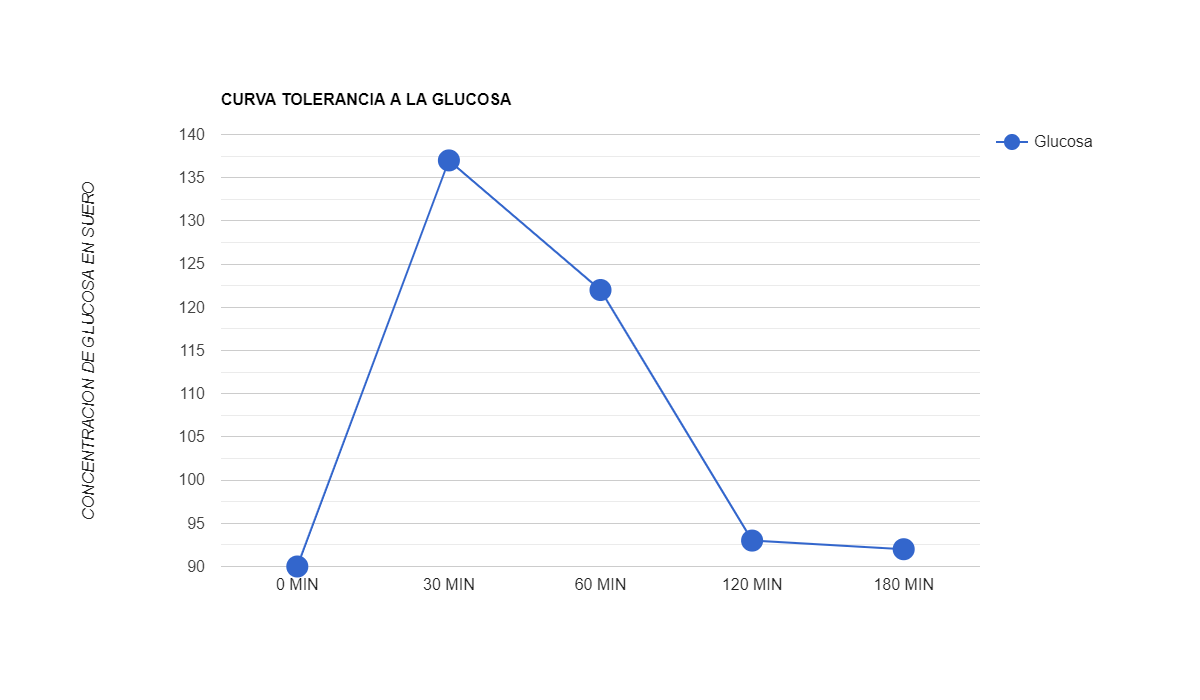 CURVA TOLERANCIA A LA GLUCOSA
Glucosa
CONCENTRACION DE GLUCOSA EN SUERO
140
135
130
125
120
115
110
105
100
95
90
0 MIN
30 MIN
60 MIN
120 MIN
180 MIN